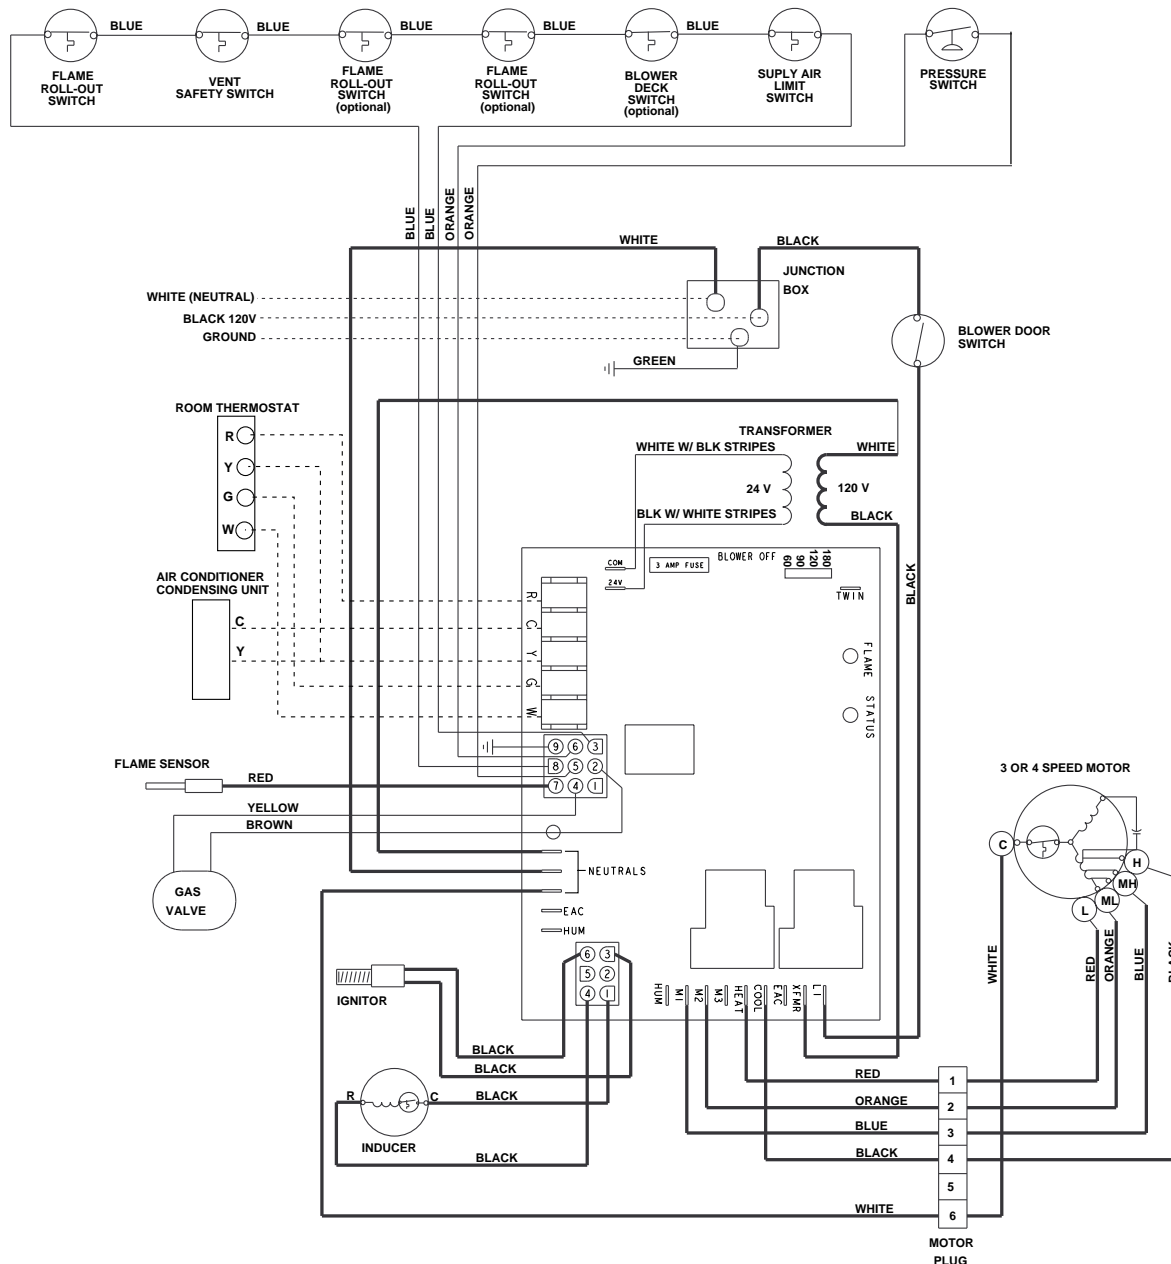 BLUE
BLUE
BLUE
BLUE
BLUE
FLAME
ROLL-OUT
SWITCH
VENT
SAFETY SWITCH
FLAME
ROLL-OUT
SWITCH
(optional)
FLAME
ROLL-OUT
SWITCH
(optional)
BLOWER
DECK
SWITCH
(optional)
SUPLY AIR
LIMIT
SWITCH
PRESSURE
SWITCH
BLUE
BLUE
ORANGE
ORANGE
WHITE
BLACK
JUNCTION
BOX
WHITE (NEUTRAL)
BLACK 120V
GROUND
GREEN
BLOWER DOOR
SWITCH
ROOM THERMOSTAT
R
Y
G
W
TRANSFORMER
WHITE W/ BLK STRIPES
WHITE
24 V
120 V
BLK W/ WHITE STRIPES
BLACK
BLACK
AIR CONDITIONER
CONDENSING UNIT
C
Y
COM
24V
3 AMP FUSE
BLOWER OFF
60
90
120
180
TWIN
R
C
Y
G
W
FLAME
STATUS
9 6 3
8 5 2
7 4 1
FLAME SENSOR
RED
YELLOW
BROWN
GAS
VALVE
NEUTRALS
EAC
HUM
6 3
5 2
4 1
IGNITOR
BLACK
BLACK
R
C
BLACK
INDUCER
BLACK
HUM
M1
M2
M3
HEAT
COOL
EAC
XFMR
L1
3 OR 4 SPEED MOTOR
C
H
MH
ML
L
WHITE
RED
ORANGE
BLUE
BLACK
RED
1
ORANGE
2
BLUE
3
BLACK
4
5
WHITE
6
MOTOR
PLUG